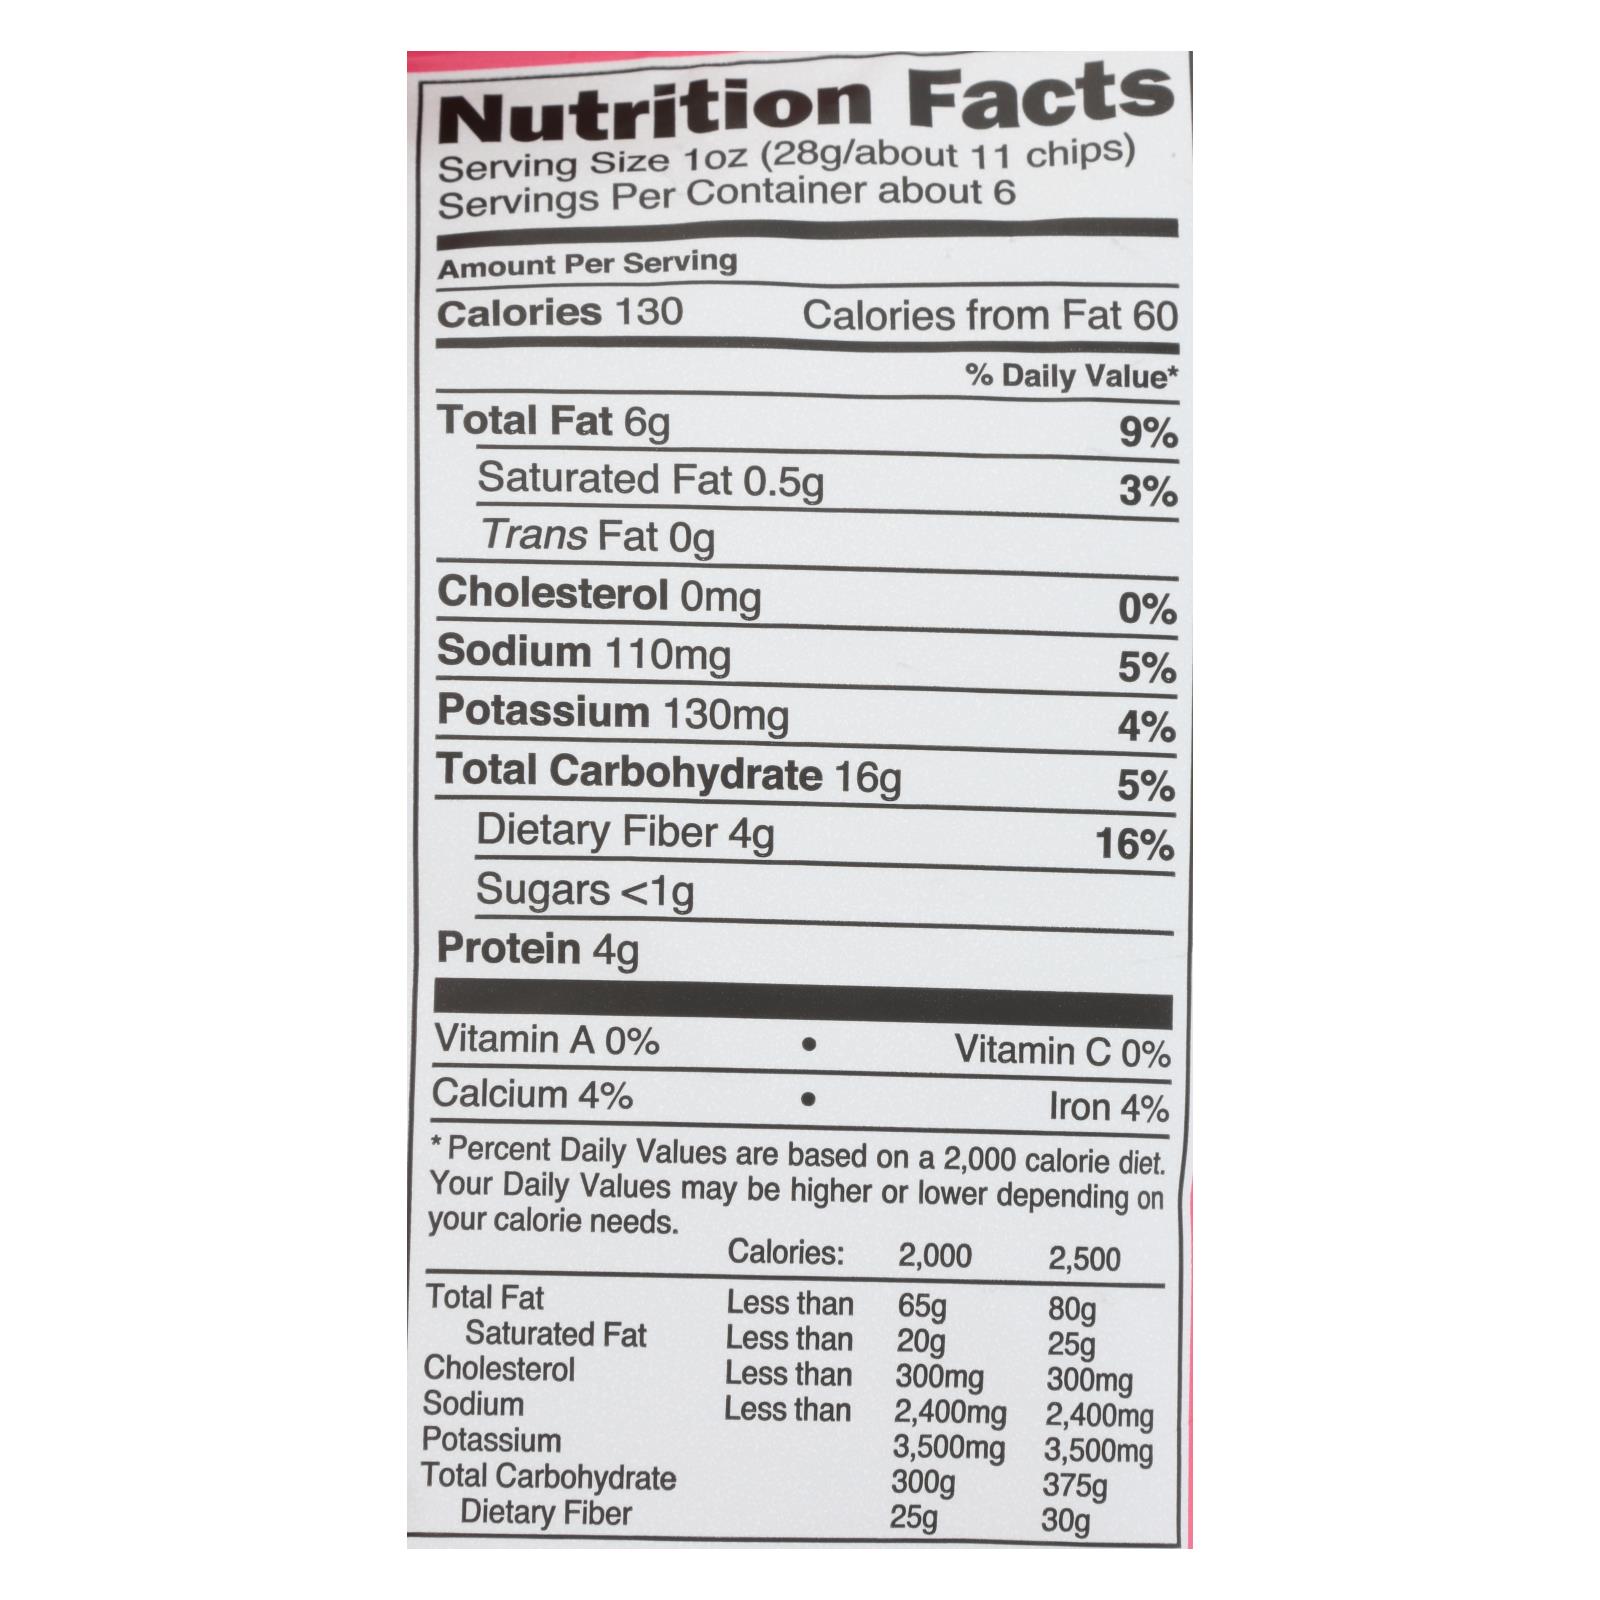 Nutrition Facts
Serving Size 1oz (28g/about 11 chips)
Servings Per Container about 6
Amount Per Serving
Calories 130 Calories from Fat 60
% Daily Value*
Total Fat 6g 9%
Saturated Fat 0.5g 3%
Trans Fat 0g
Cholesterol 0mg 0%
Sodium 110mg 5%
Potassium 130mg 4%
Total Carbohydrate 16g 5%
Dietary Fiber 4g 16%
Sugars <1g
Protein 4g
Vitamin A 0% • Vitamin C 0%
Calcium 4% • Iron 4%
* Percent Daily Values are based on a 2,000 calorie diet.
Your Daily Values may be higher or lower depending on
your calorie needs.
Calories: 2,000 2,500
Total Fat Less than 65g 80g
Saturated Fat Less than 20g 25g
Cholesterol Less than 300mg 300mg
Sodium Less than 2,400mg 2,400mg
Potassium 3,500mg 3,500mg
Total Carbohydrate 300g 375g
Dietary Fiber 25g 30g